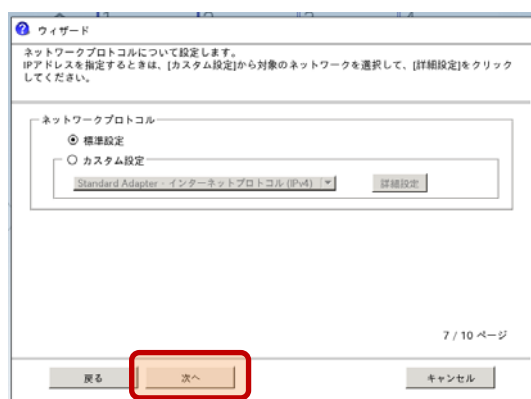 ウィザード
ネットワークプロトコルについて設定します。
IPアドレスを指定するときは、[カスタム設定]から対象のネットワークを選択して、[詳細設定]をクリック
してください。
ネットワークプロトコル
標準設定
カスタム設定
Standard Adapter - インターネットプロトコル (IPv4)
詳細設定
7 / 10 ページ
戻る
次へ
キャンセル